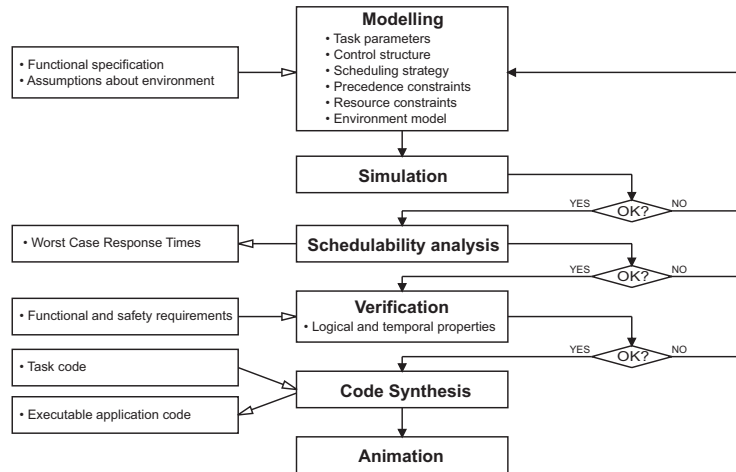 Modelling
• Task parameters
• Control structure
• Scheduling strategy
• Precedence constraints
• Resource constraints
• Environment model
• Functional specification
• Assumptions about environment
Simulation
YES
OK?
NO
• Worst Case Response Times
Schedulability analysis
YES
OK?
NO
• Functional and safety requirements
Verification
• Logical and temporal properties
YES
OK?
NO
• Task code
Code Synthesis
• Executable application code
Animation